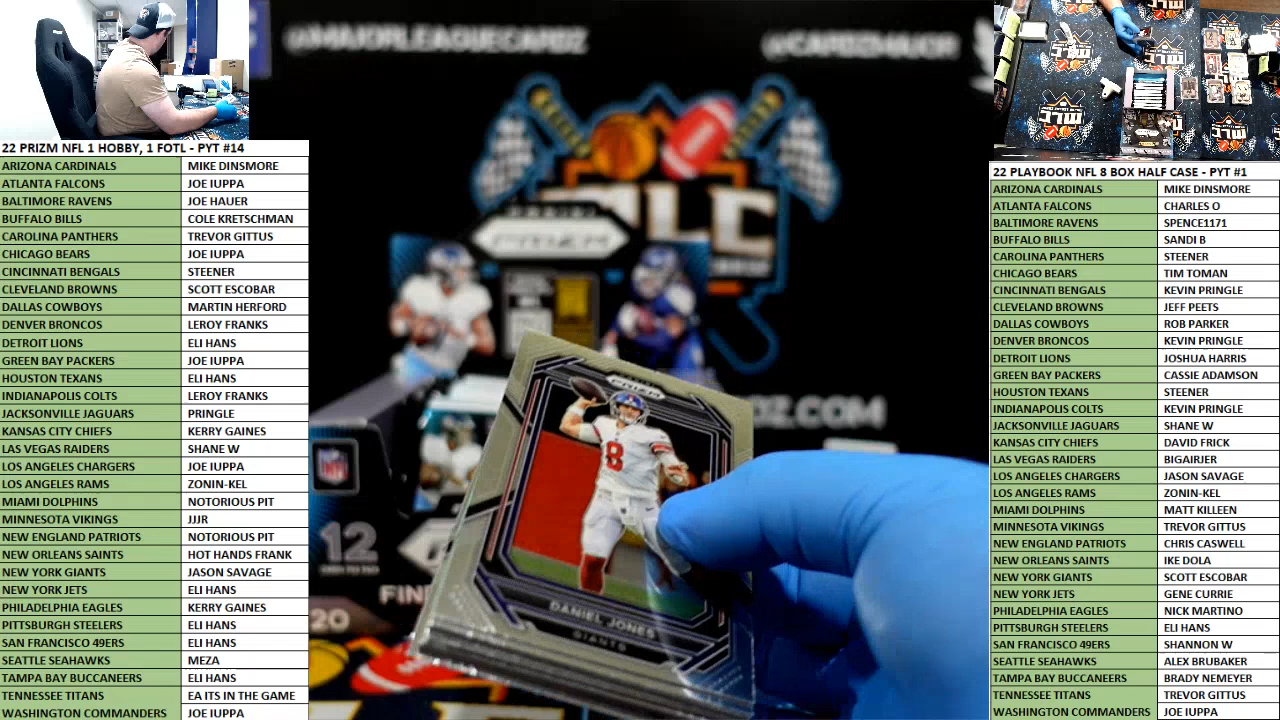 @MAJORLEAGUECARDZ
22 PRIZM NFL 1 HOBBY, 1 FOTL - PYT #14
ARIZONA CARDINALS MIKE DINSMORE
ATLANTA FALCONS JOE IUPPA
BALTIMORE RAVENS JOE HAUER
BUFFALO BILLS COLE KRETSCHMAN
CAROLINA PANTHERS TREVOR GITTUS
CHICAGO BEARS JOE IUPPA
CINCINNATI BENGALS STEENER
CLEVELAND BROWNS SCOTT ESCOBAR
DALLAS COWBOYS MARTIN HERFORD
DENVER BRONCOS LEROY FRANKS
DETROIT LIONS ELI HANS
GREEN BAY PACKERS JOE IUPPA
HOUSTON TEXANS ELI HANS
INDIANAPOLIS COLTS LEROY FRANKS
JACKSONVILLE JAGUARS PRINGLE
KANSAS CITY CHIEFS KERRY GAINES
LAS VEGAS RAIDERS SHANE W
LOS ANGELES CHARGERS JOE IUPPA
LOS ANGELES RAMS ZONIN-KEL
MIAMI DOLPHINS NOTORIOUS PIT
MINNESOTA VIKINGS JJJR
NEW ENGLAND PATRIOTS NOTORIOUS PIT
NEW ORLEANS SAINTS HOT HANDS FRANK
NEW YORK GIANTS JASON SAVAGE
NEW YORK JETS ELI HANS
PHILADELPHIA EAGLES KERRY GAINES
PITTSBURGH STEELERS ELI HANS
SAN FRANCISCO 49ERS ELI HANS
SEATTLE SEAHAWKS MEZA
TAMPA BAY BUCCANEERS ELI HANS
TENNESSEE TITANS EA ITS IN THE GAME
WASHINGTON COMMANDERS JOE IUPPA
MLC
PRIZM
NFL
12
20
PRIZM
8
DANIEL JONES
GIANTS
Z.COM
22 PLAYBOOK NFL 8 BOX HALF CASE - PYT #1
ARIZONA CARDINALS MIKE DINSMORE
ATLANTA FALCONS CHARLES O
BALTIMORE RAVENS SPENCE1171
BUFFALO BILLS SANDI B
CAROLINA PANTHERS STEENER
CHICAGO BEARS TIM TOMAN
CINCINNATI BENGALS KEVIN PRINGLE
CLEVELAND BROWNS JEFF PEETS
DALLAS COWBOYS ROB PARKER
DENVER BRONCOS KEVIN PRINGLE
DETROIT LIONS JOSHUA HARRIS
GREEN BAY PACKERS CASSIE ADAMSON
HOUSTON TEXANS STEENER
INDIANAPOLIS COLTS KEVIN PRINGLE
JACKSONVILLE JAGUARS SHANE W
KANSAS CITY CHIEFS DAVID FRICK
LAS VEGAS RAIDERS BIGAIRJER
LOS ANGELES CHARGERS JASON SAVAGE
LOS ANGELES RAMS ZONIN-KEL
MIAMI DOLPHINS MATT KILLEEN
MINNESOTA VIKINGS TREVOR GITTUS
NEW ENGLAND PATRIOTS CHRIS CASWELL
NEW ORLEANS SAINTS IKE DOLA
NEW YORK GIANTS SCOTT ESCOBAR
NEW YORK JETS GENE CURRIE
PHILADELPHIA EAGLES NICK MARTINO
PITTSBURGH STEELERS ELI HANS
SAN FRANCISCO 49ERS SHANNON W
SEATTLE SEAHAWKS ALEX BRUBAKER
TAMPA BAY BUCCANEERS BRADY NEMEYER
TENNESSEE TITANS TREVOR GITTUS
WASHINGTON COMMANDERS JOE IUPPA